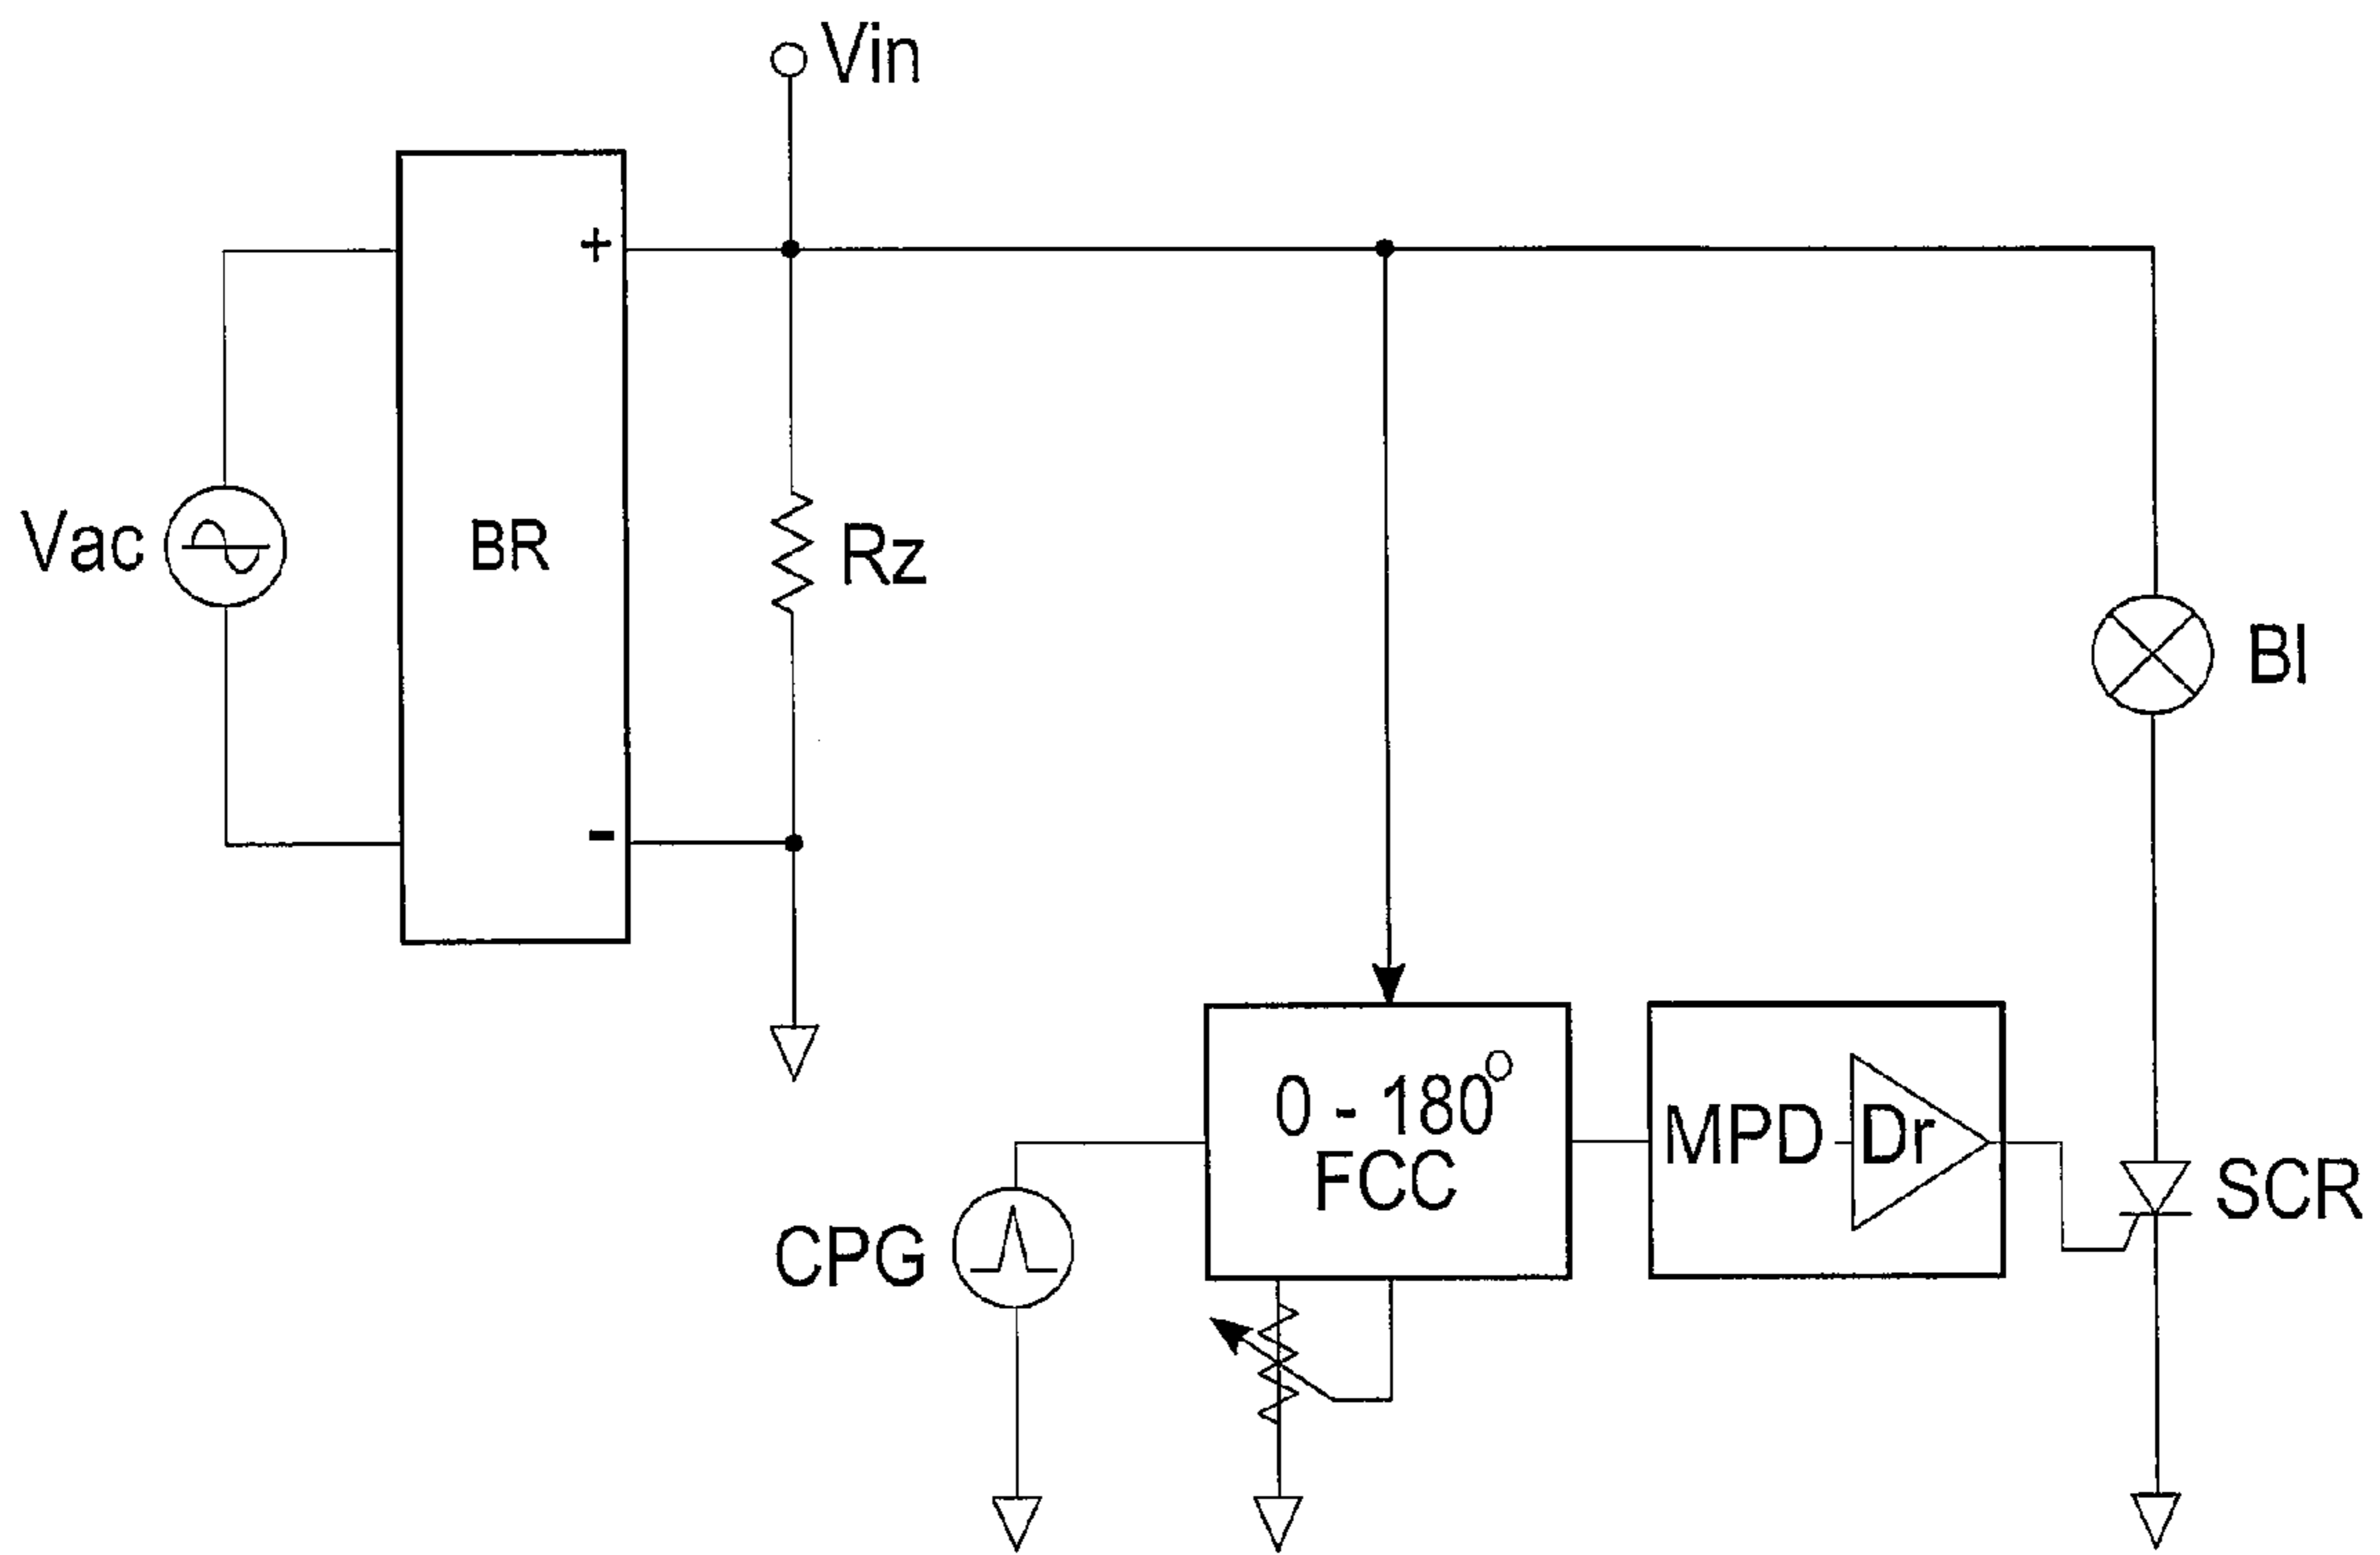 Vin
+
Vac
BR
Rz
Bl
-
0 - 180°
FCC
MPD
Dr
SCR
CPG